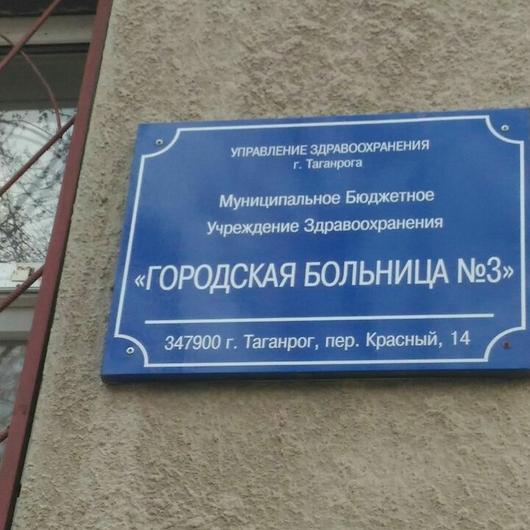 УПРАВЛЕНИЕ ЗДРАВООХРАНЕНИЯ
г. Таганрога
Муниципальное Бюджетное
Учреждение Здравоохранения
«ГОРОДСКАЯ БОЛЬНИЦА №3»
347900 г. Таганрог, пер. Красный, 14